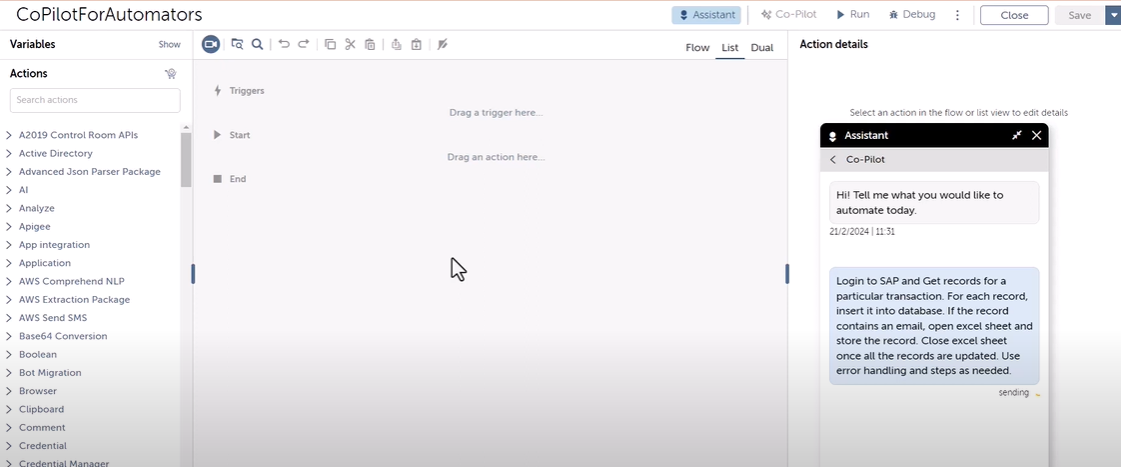 CoPilotForAutomators
Assistant
Co-Pilot
Run
Debug
Close
Save
Variables
Show
Flow
List
Dual
Action details
Actions
Search actions
A2019 Control Room APIs
Active Directory
Advanced Json Parser Package
AI
Analyze
Apigee
App integration
Application
AWS Comprehend NLP
AWS Extraction Package
AWS Send SMS
Base64 Conversion
Boolean
Bot Migration
Browser
Clipboard
Comment
Credential
Credential Manager
Triggers
Drag a trigger here...
Start
Drag an action here...
End
Select an action in the flow or list view to edit details
Assistant
Co-Pilot
Hi! Tell me what you would like to
automate today.
21/2/2024 | 11:31
Login to SAP and Get records for a
particular transaction. For each record,
insert it into database. If the record
contains an email, open excel sheet and
store the record. Close excel sheet
once all the records are updated. Use
error handling and steps as needed.
sending